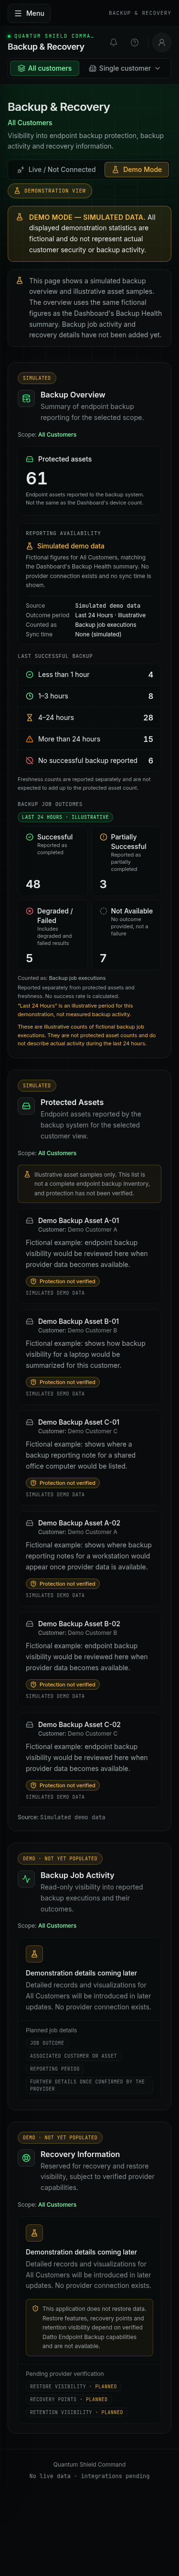 Menu
BACKUP & RECOVERY
QUANTUM SHIELD COMMA…
Backup & Recovery
All customers
Single customer
Backup & Recovery
All Customers
Visibility into endpoint backup protection, backup
activity and recovery information.
Live / Not Connected
Demo Mode
DEMONSTRATION VIEW
DEMO MODE — SIMULATED DATA. All
displayed demonstration statistics are
fictional and do not represent actual
customer security or backup activity.
This page shows a simulated backup
overview and illustrative asset samples.
The overview uses the same fictional
figures as the Dashboard's Backup Health
summary. Backup job activity and
recovery details have not been added yet.
SIMULATED
Backup Overview
Summary of endpoint backup
reporting for the selected scope.
Scope: All Customers
Protected assets
61
Endpoint assets reported by the backup system.
Not the same as the Dashboard's device count.
REPORTING AVAILABILITY
Simulated demo data
Fictional figures for All Customers, matching
the Dashboard's Backup Health summary. No
provider connection exists and no sync time is
shown.
Source Simulated demo data
Outcome period Last 24 Hours · Illustrative
Counted as Backup job executions
Sync time None (simulated)
LAST SUCCESSFUL BACKUP
Less than 1 hour 4
1–3 hours 8
4–24 hours 28
More than 24 hours 15
No successful backup reported 6
Freshness counts are reported separately and are not
expected to add up to the protected asset count.
BACKUP JOB OUTCOMES
LAST 24 HOURS · ILLUSTRATIVE
Successful
Reported as
completed
48
Partially
Successful
Reported as
partially
completed
3
Degraded /
Failed
Includes
degraded and
failed results
5
Not Available
No outcome
provided, not a
failure
7
Counted as: Backup job executions
Reported separately from protected assets and
freshness. No success rate is calculated.
"Last 24 Hours" is an illustrative period for this
demonstration, not measured backup activity.
These are illustrative counts of fictional backup job
executions. They are not protected asset counts and do
not describe actual activity during the last 24 hours.
SIMULATED
Protected Assets
Endpoint assets reported by the
backup system for the selected
customer view.
Scope: All Customers
Illustrative asset samples only. This list is
not a complete endpoint backup inventory,
and protection has not been verified.
Demo Backup Asset A-01
Customer: Demo Customer A
Fictional example: endpoint backup
visibility would be reviewed here when
provider data becomes available.
Protection not verified
SIMULATED DEMO DATA
Demo Backup Asset B-01
Customer: Demo Customer B
Fictional example: shows how backup
visibility for a laptop would be
summarized for this customer.
Protection not verified
SIMULATED DEMO DATA
Demo Backup Asset C-01
Customer: Demo Customer C
Fictional example: shows where a
backup reporting note for a shared
office computer would be listed.
Protection not verified
SIMULATED DEMO DATA
Demo Backup Asset A-02
Customer: Demo Customer A
Fictional example: shows where backup
reporting notes for a workstation would
appear once provider data is available.
Protection not verified
SIMULATED DEMO DATA
Demo Backup Asset B-02
Customer: Demo Customer B
Fictional example: endpoint backup
visibility would be reviewed here when
provider data becomes available.
Protection not verified
SIMULATED DEMO DATA
Demo Backup Asset C-02
Customer: Demo Customer C
Fictional example: endpoint backup
visibility would be reviewed here when
provider data becomes available.
Protection not verified
SIMULATED DEMO DATA
Source: Simulated demo data
DEMO · NOT YET POPULATED
Backup Job Activity
Read-only visibility into reported
backup executions and their
outcomes.
Scope: All Customers
Demonstration details coming later
Detailed records and visualizations for
All Customers will be introduced in later
updates. No provider connection exists.
Planned job details
JOB OUTCOME
ASSOCIATED CUSTOMER OR ASSET
REPORTING PERIOD
FURTHER DETAILS ONCE CONFIRMED BY THE
PROVIDER
DEMO · NOT YET POPULATED
Recovery Information
Reserved for recovery and restore
visibility, subject to verified provider
capabilities.
Scope: All Customers
Demonstration details coming later
Detailed records and visualizations for
All Customers will be introduced in later
updates. No provider connection exists.
This application does not restore data.
Restore features, recovery points and
retention visibility depend on verified
Datto Endpoint Backup capabilities
and are not available.
Pending provider verification
RESTORE VISIBILITY · PLANNED
RECOVERY POINTS · PLANNED
RETENTION VISIBILITY · PLANNED
Quantum Shield Command
No live data · integrations pending